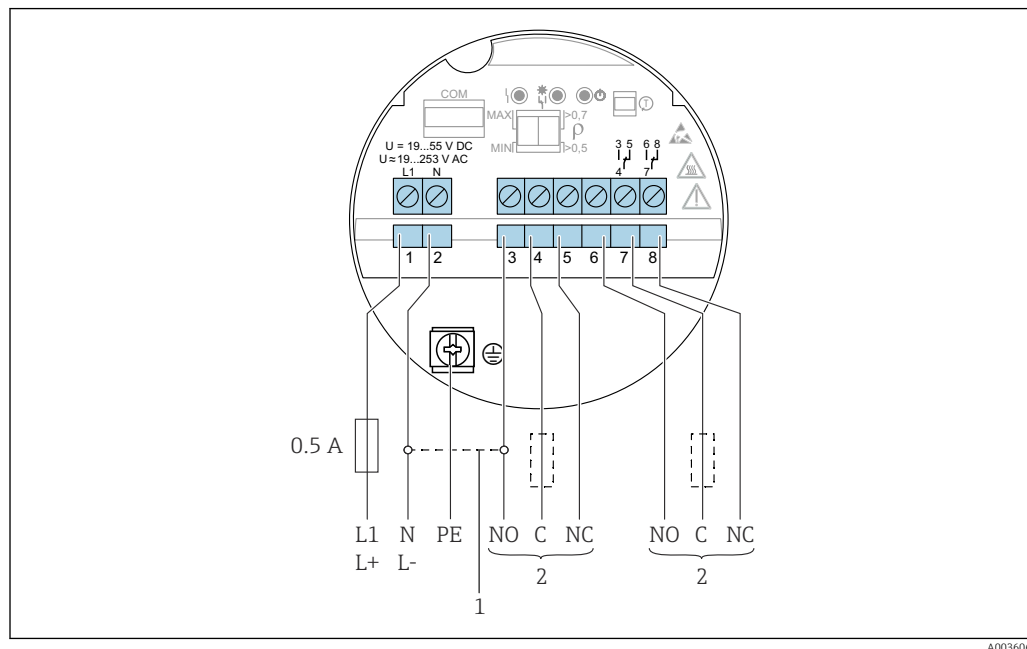 COM
MAX >0,7
ρ
MIN >0,5
U = 19...55 V DC
U≈19...253 V AC
L1 N
3 5 6 8
4 7
1 2 3 4 5 6 7 8
0.5 A
L1 N PE NO C NC NO C NC
L+ L-
2 2
1